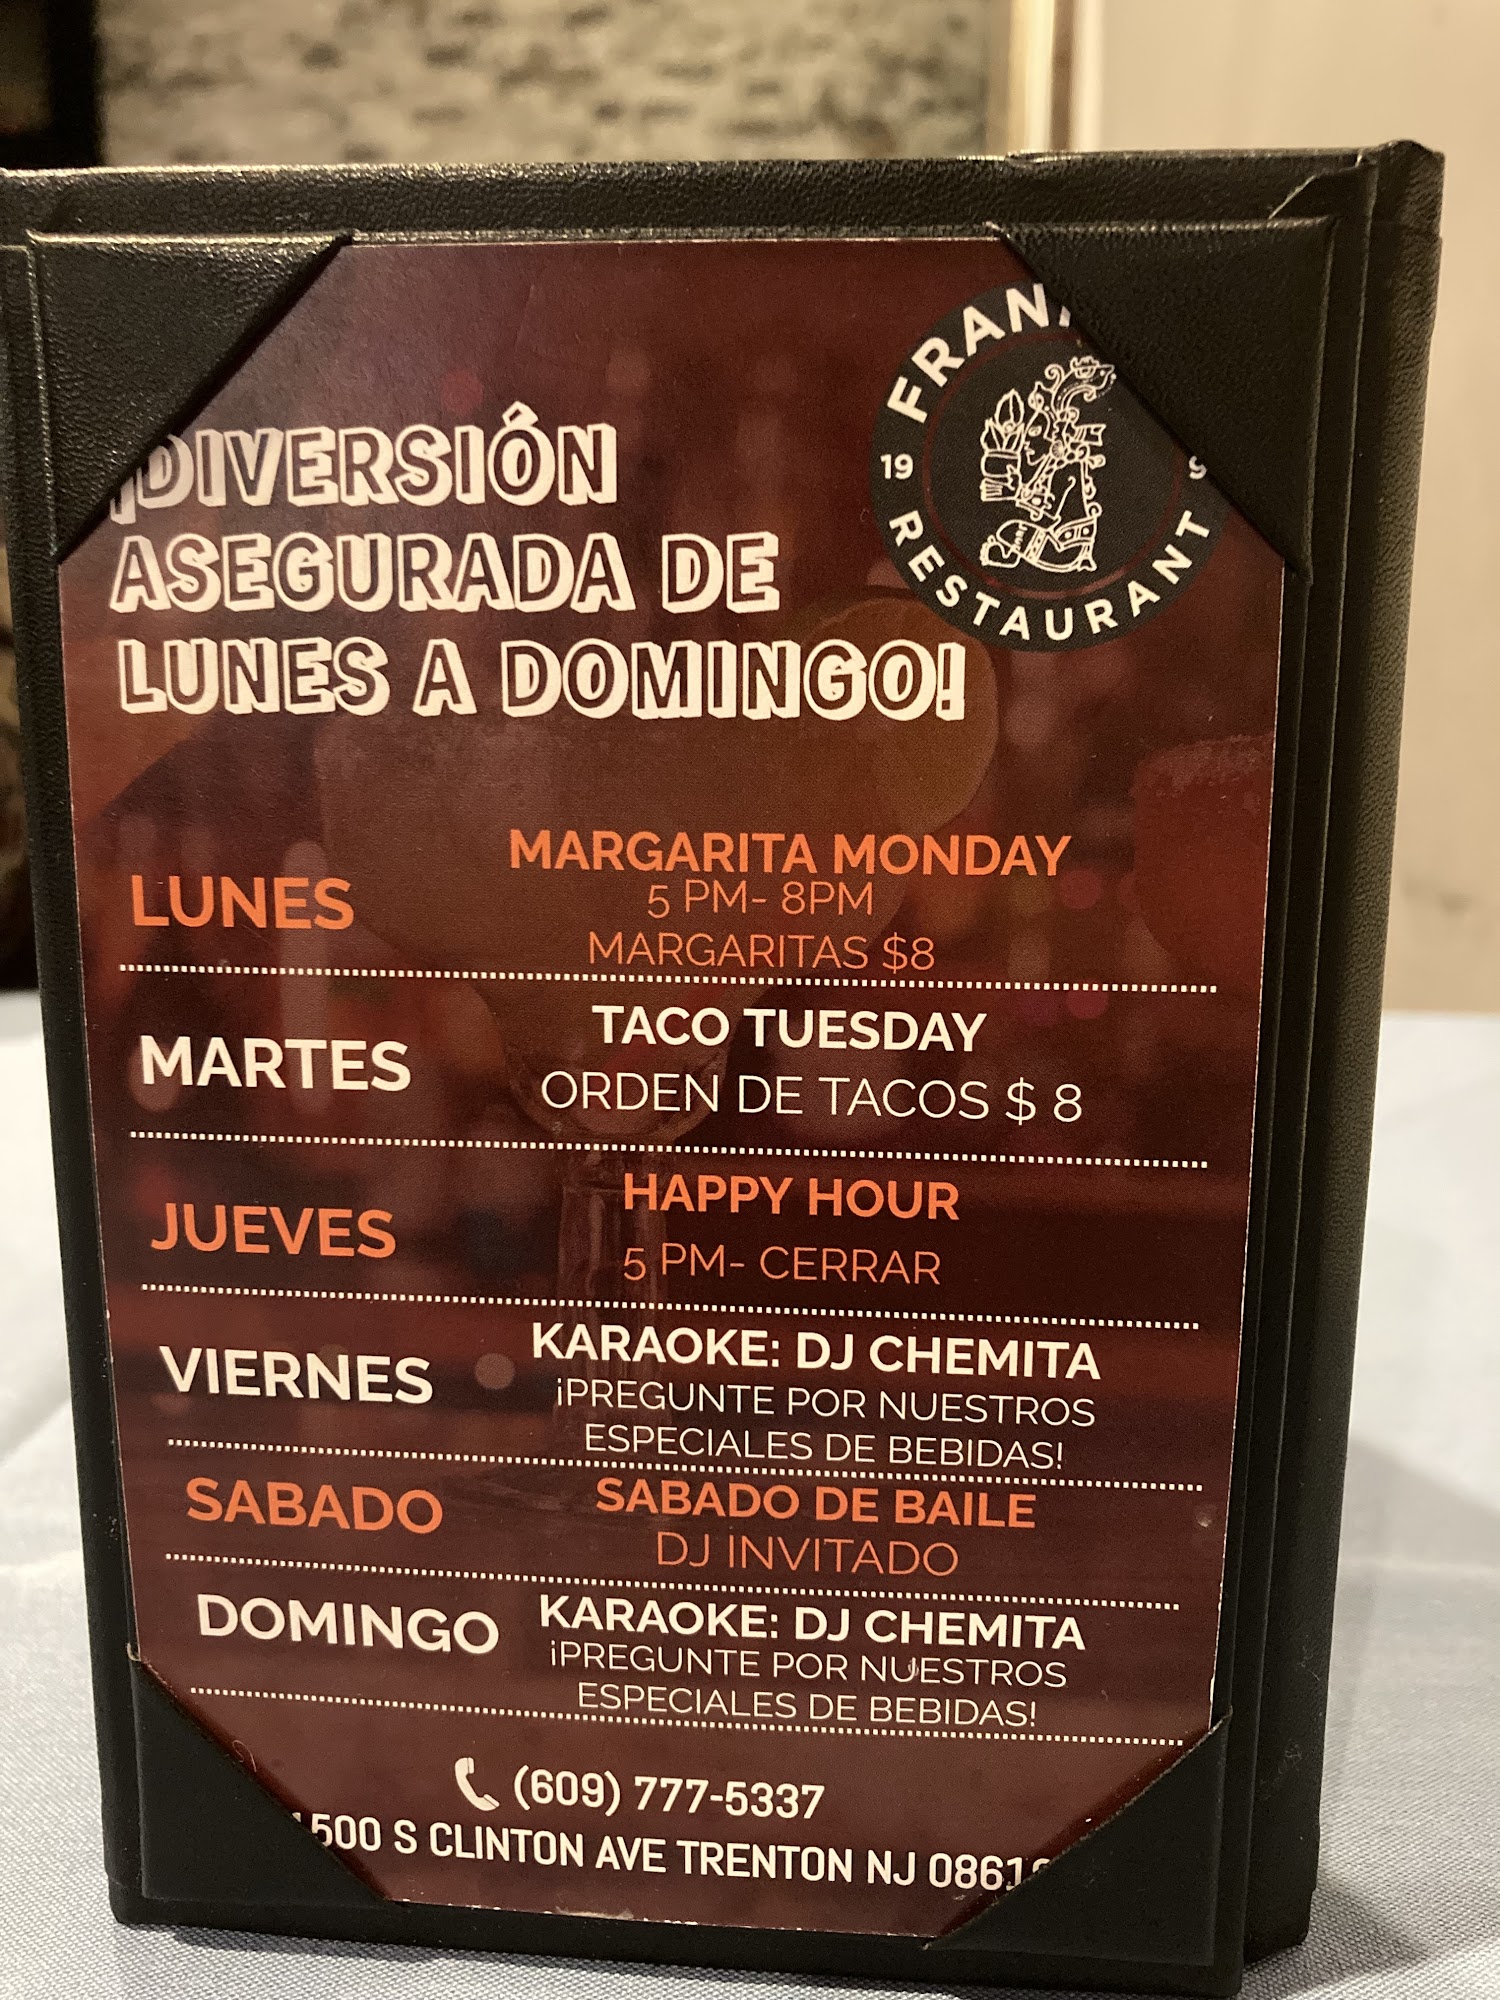 19
RESTAURANT
¡DIVERSIÓN
ASEGURADA DE
LUNES A DOMINGO!
LUNES
MARGARITA MONDAY
5 PM- 8PM
MARGARITAS $8
MARTES
TACO TUESDAY
ORDEN DE TACOS $ 8
JUEVES
HAPPY HOUR
5 PM- CERRAR
VIERNES
KARAOKE: DJ CHEMITA
¡PREGUNTE POR NUESTROS
ESPECIALES DE BEBIDAS!
SABADO
SABADO DE BAILE
DJ INVITADO
DOMINGO
KARAOKE: DJ CHEMITA
¡PREGUNTE POR NUESTROS
ESPECIALES DE BEBIDAS!
(609) 777-5337
1500 S CLINTON AVE TRENTON NJ